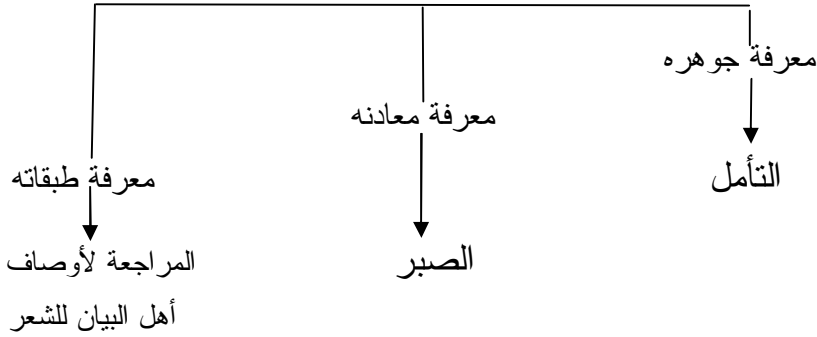 معرفة جوهره
التأمل
معرفة معادنه
الصبر
معرفة طبقاته
المراجعة لأوصاف
أهل البيان للشعر